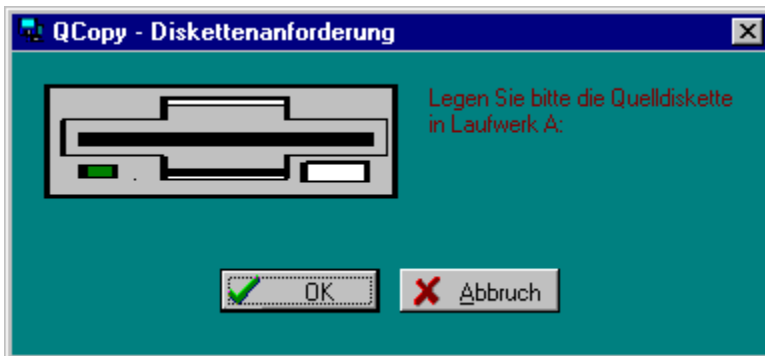 QCopy - Diskettenanforderung
Legen Sie bitte die Quelldiskette
in Laufwerk A:
OK
Abbruch